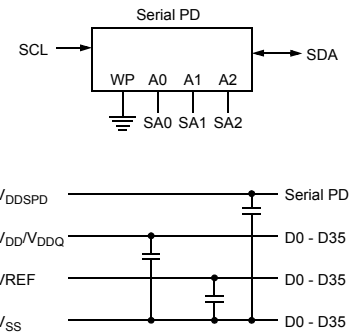 Serial PD
SCL
SDA
WP A0 A1 A2
SA0 SA1 SA2
VDDSPD Serial PD
VDD/VDDQ D0 - D35
VREF D0 - D35
VSS D0 - D35